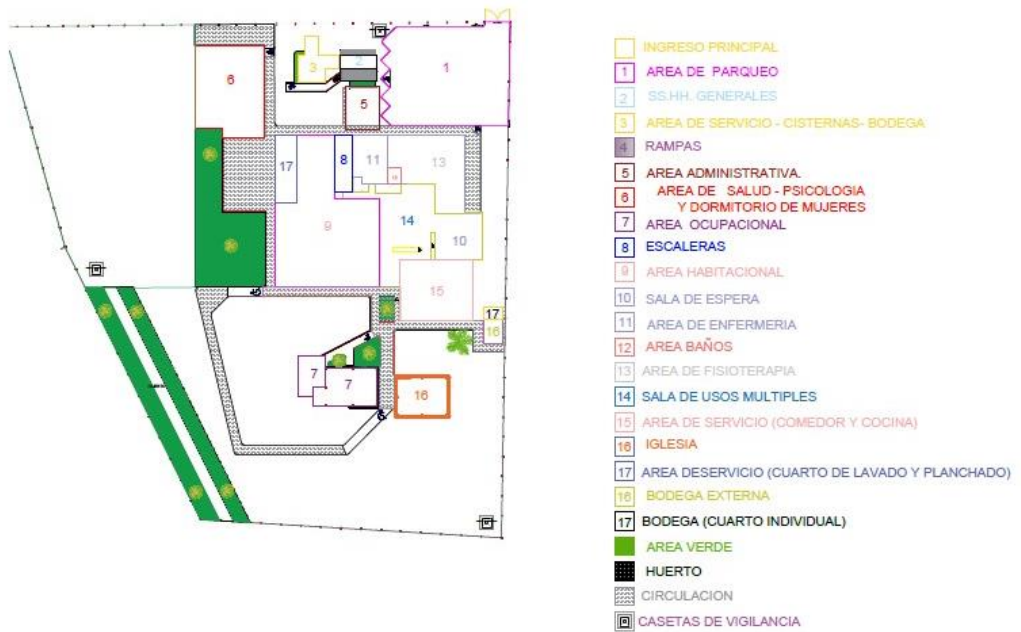 1
2
3
5
6
17
8
11
13
9
14
10
15
17
16
7
7
16
INGRESO PRINCIPAL
1 AREA DE PARQUEO
2 SS.HH. GENERALES
3 AREA DE SERVICIO - CISTERNAS- BODEGA
4 RAMPAS
5 AREA ADMINISTRATIVA.
6 AREA DE SALUD - PSICOLOGIA
Y DORMITORIO DE MUJERES
7 AREA OCUPACIONAL
8 ESCALERAS
9 AREA HABITACIONAL
10 SALA DE ESPERA
11 AREA DE ENFERMERIA
12 AREA BAÑOS
13 AREA DE FISIOTERAPIA
14 SALA DE USOS MULTIPLES
15 AREA DE SERVICIO (COMEDOR Y COCINA)
16 IGLESIA
17 AREA DESERVICIO (CUARTO DE LAVADO Y PLANCHADO)
16 BODEGA EXTERNA
17 BODEGA (CUARTO INDIVIDUAL)
AREA VERDE
HUERTO
CIRCULACION
CASETAS DE VIGILANCIA